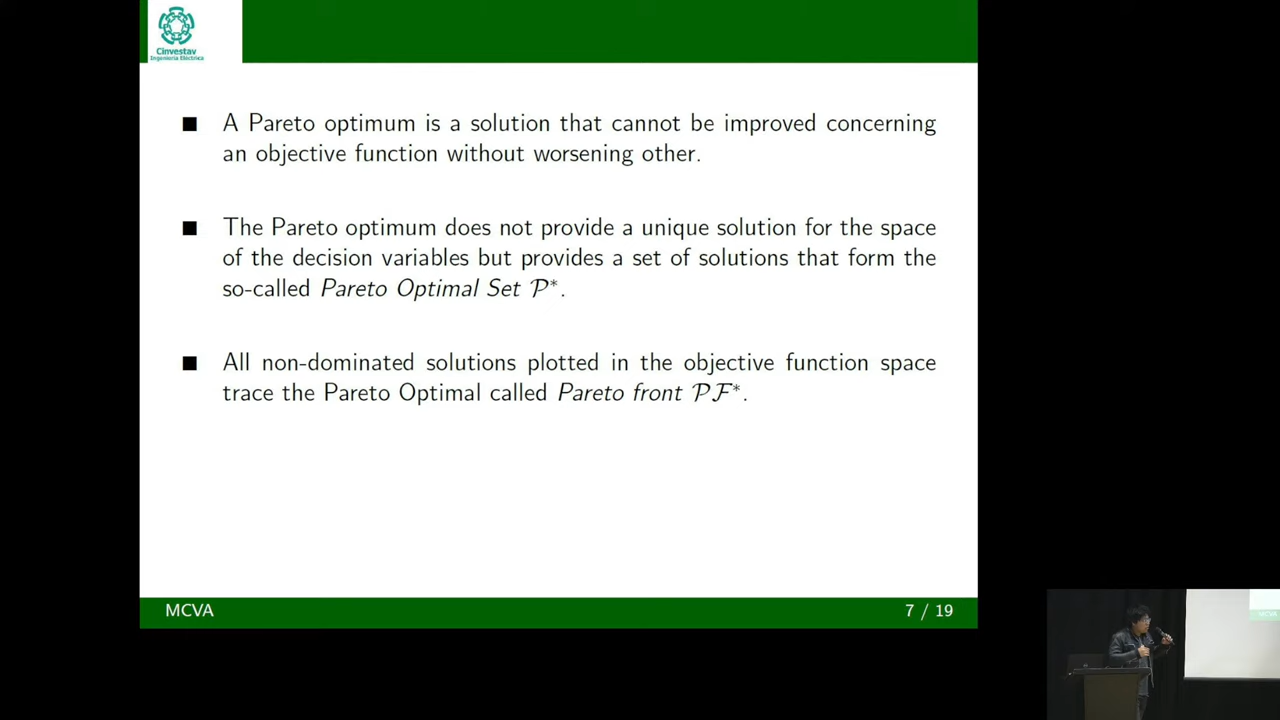 Cinvestav
Ingeniería Eléctrica
■ A Pareto optimum is a solution that cannot be improved concerning
an objective function without worsening other.
■ The Pareto optimum does not provide a unique solution for the space
of the decision variables but provides a set of solutions that form the
so-called Pareto Optimal Set 𝒫*.
■ All non-dominated solutions plotted in the objective function space
trace the Pareto Optimal called Pareto front 𝒫ℱ*.
MCVA
7 / 19
MCVA